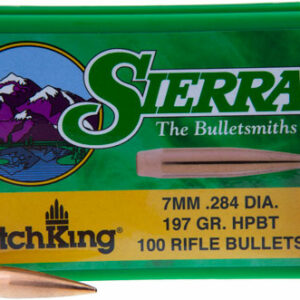 SIERRA
The Bulletsmiths
7MM .284 DIA.
197 GR. HPBT
tchKing®
100 RIFLE BULLETS